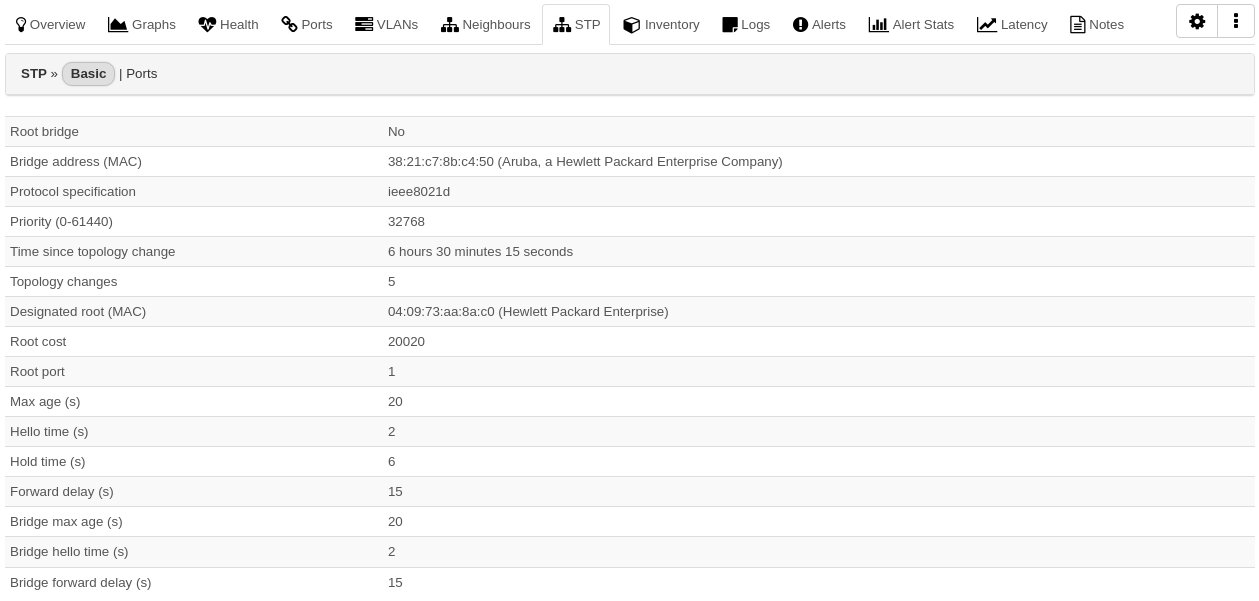 Overview Graphs Health Ports VLANs Neighbours STP Inventory Logs Alerts Alert Stats Latency Notes
STP » Basic | Ports
Root bridge No
Bridge address (MAC) 38:21:c7:8b:c4:50 (Aruba, a Hewlett Packard Enterprise Company)
Protocol specification ieee8021d
Priority (0-61440) 32768
Time since topology change 6 hours 30 minutes 15 seconds
Topology changes 5
Designated root (MAC) 04:09:73:aa:8a:c0 (Hewlett Packard Enterprise)
Root cost 20020
Root port 1
Max age (s) 20
Hello time (s) 2
Hold time (s) 6
Forward delay (s) 15
Bridge max age (s) 20
Bridge hello time (s) 2
Bridge forward delay (s) 15